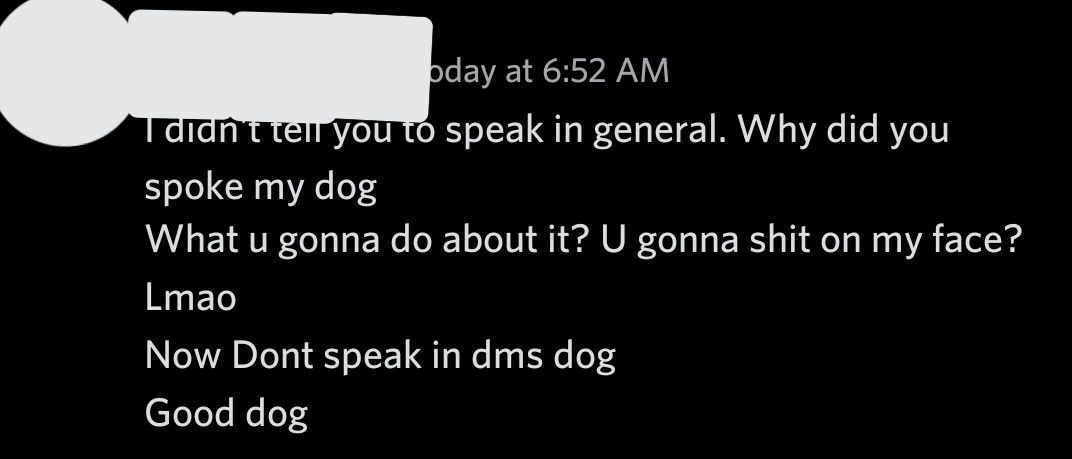 oday at 6:52 AM
I didn't tell you to speak in general. Why did you
spoke my dog
What u gonna do about it? U gonna shit on my face?
Lmao
Now Dont speak in dms dog
Good dog